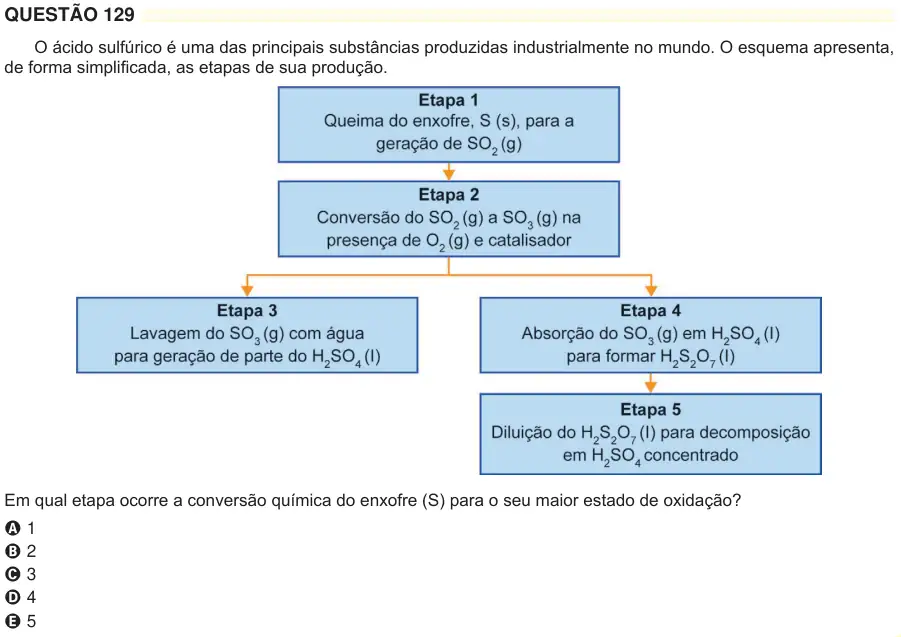 QUESTÃO 129
O ácido sulfúrico é uma das principais substâncias produzidas industrialmente no mundo. O esquema apresenta,
de forma simplificada, as etapas de sua produção.
Etapa 1
Queima do enxofre, S (s), para a
geração de SO₂ (g)
Etapa 2
Conversão do SO₂ (g) a SO₃ (g) na
presença de O₂ (g) e catalisador
Etapa 3
Lavagem do SO₃ (g) com água
para geração de parte do H₂SO₄ (l)
Etapa 4
Absorção do SO₃ (g) em H₂SO₄ (l)
para formar H₂S₂O₇ (l)
Etapa 5
Diluição do H₂S₂O₇ (l) para decomposição
em H₂SO₄ concentrado
Em qual etapa ocorre a conversão química do enxofre (S) para o seu maior estado de oxidação?
A 1
B 2
C 3
D 4
E 5